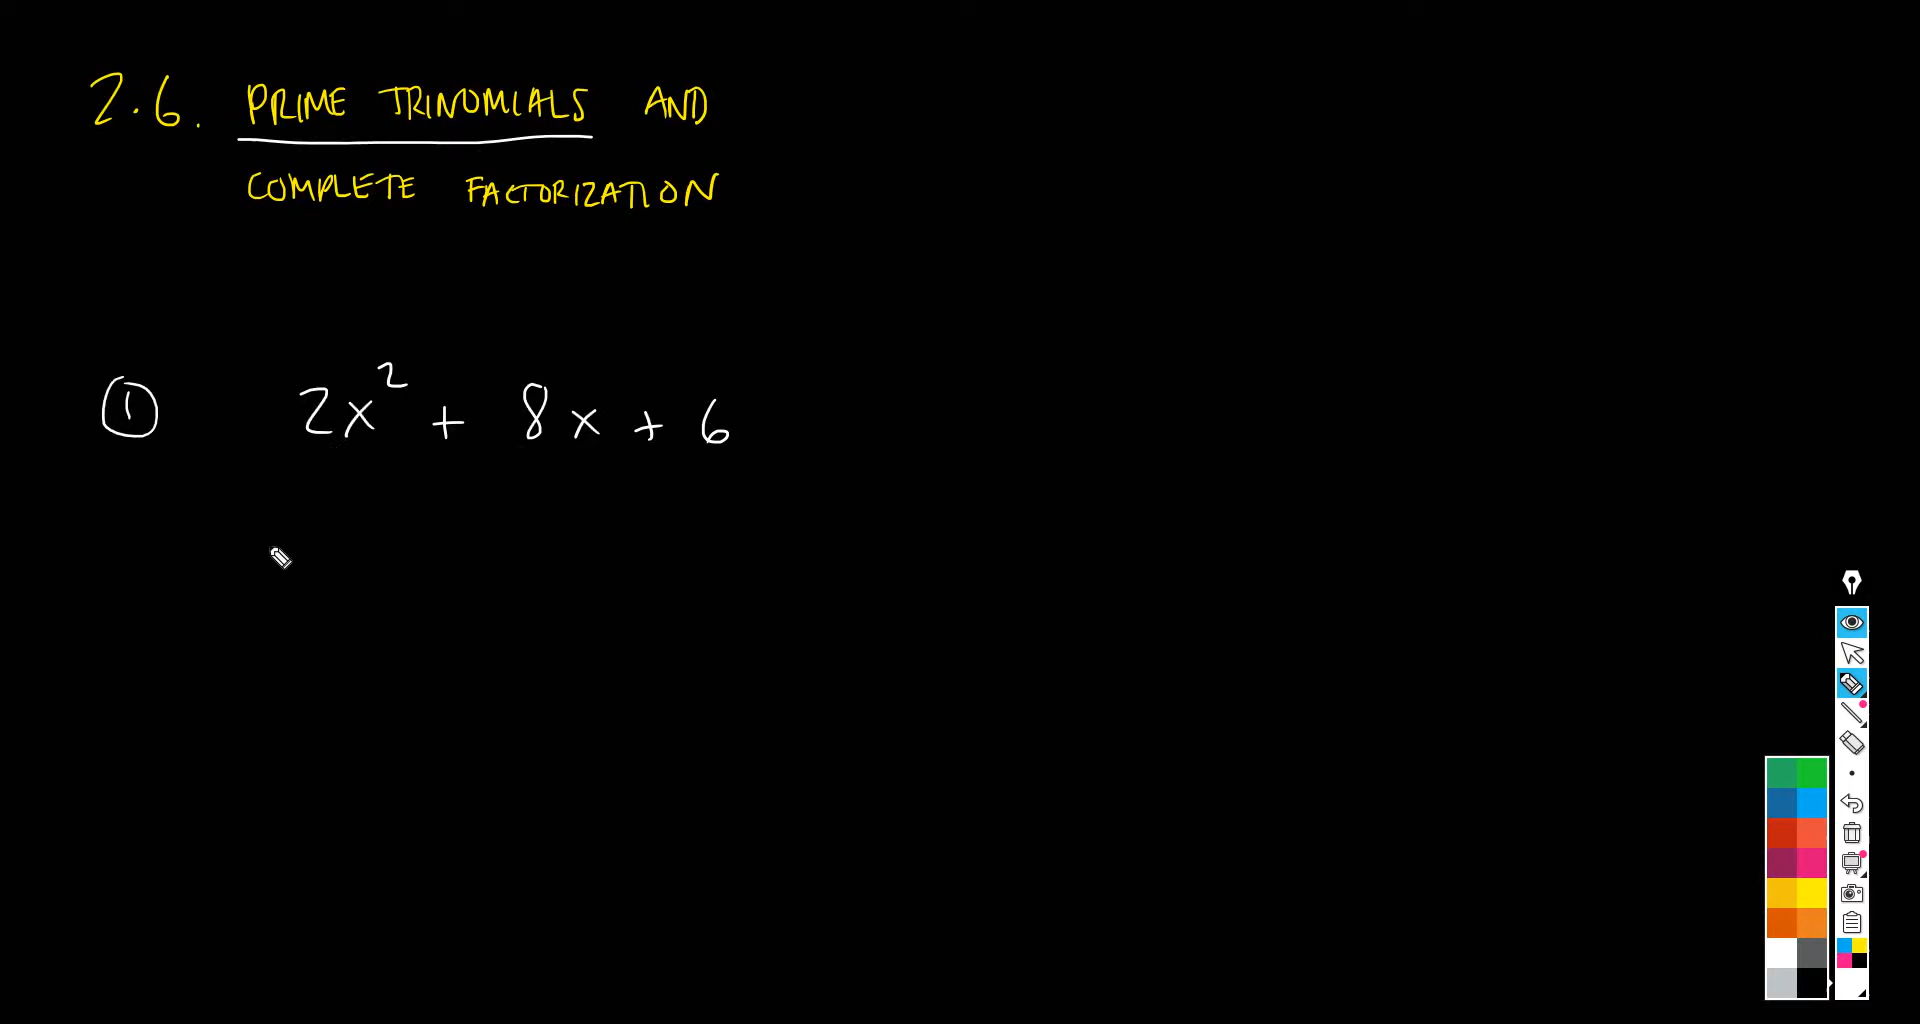 2.6. PRIME TRINOMIALS AND
COMPLETE FACTORIZATION
① 2x² + 8x + 6